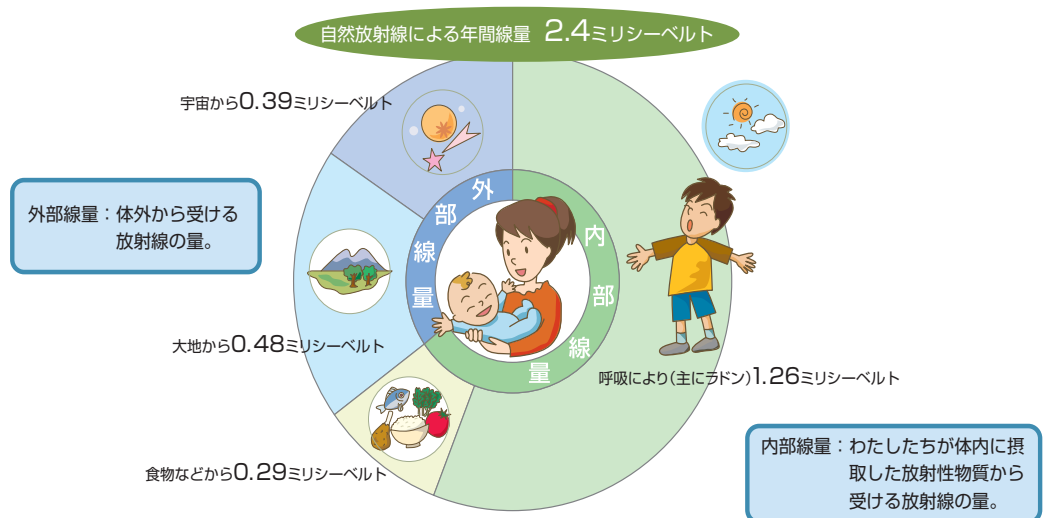 自然放射線による年間線量 2.4ミリシーベルト
宇宙から0.39ミリシーベルト
外部線量：体外から受ける
放射線の量。
外部線量
内部線量
大地から0.48ミリシーベルト
呼吸により（主にラドン）1.26ミリシーベルト
食物などから0.29ミリシーベルト
内部線量：わたしたちが体内に摂
取した放射性物質から
受ける放射線の量。